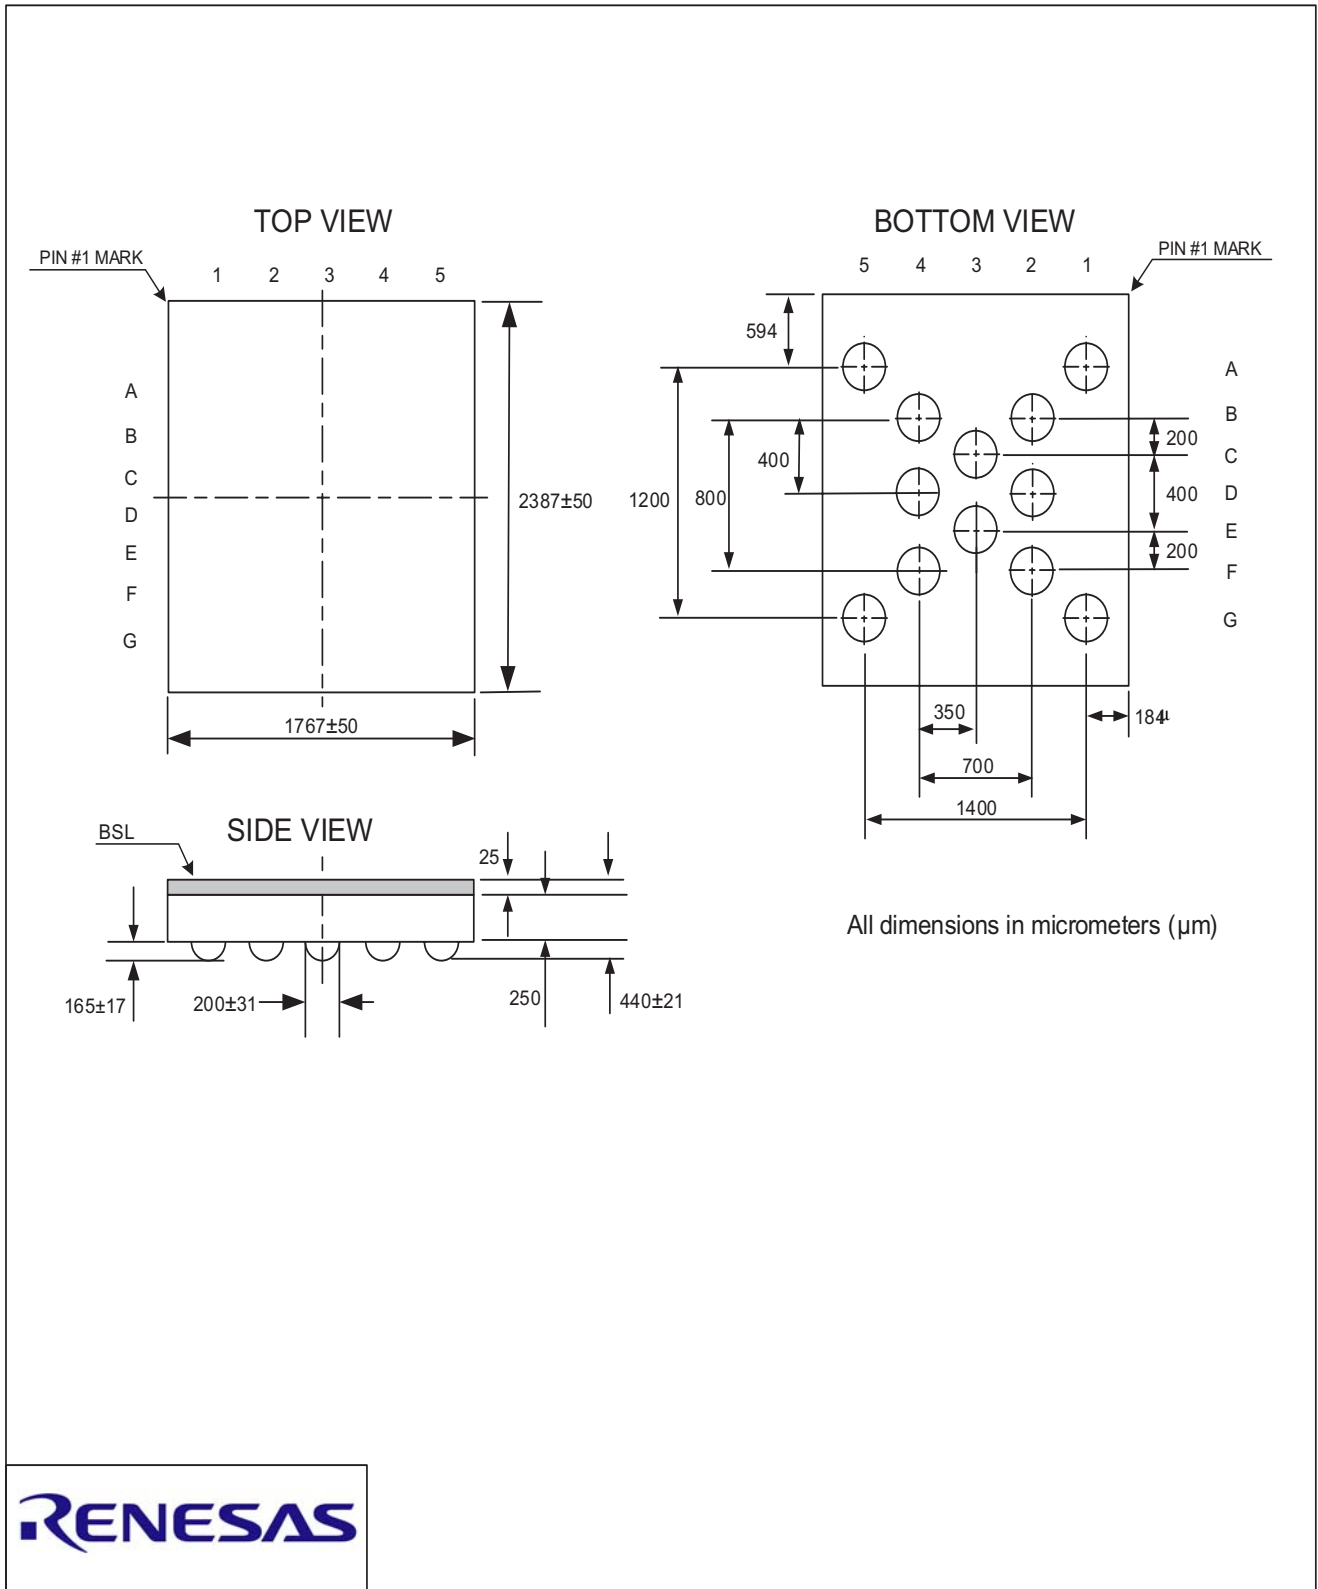 TOP VIEW
PIN #1 MARK
1 2 3 4 5
A
B
C
D
E
F
G
2387±50
1767±50
BOTTOM VIEW
PIN #1 MARK
5 4 3 2 1
594
1200
800
400
A
B
C
D
E
F
G
200
400
200
350
184µ
700
1400
SIDE VIEW
BSL
25
165±17
200±31
250
440±21
All dimensions in micrometers (µm)
RENESAS